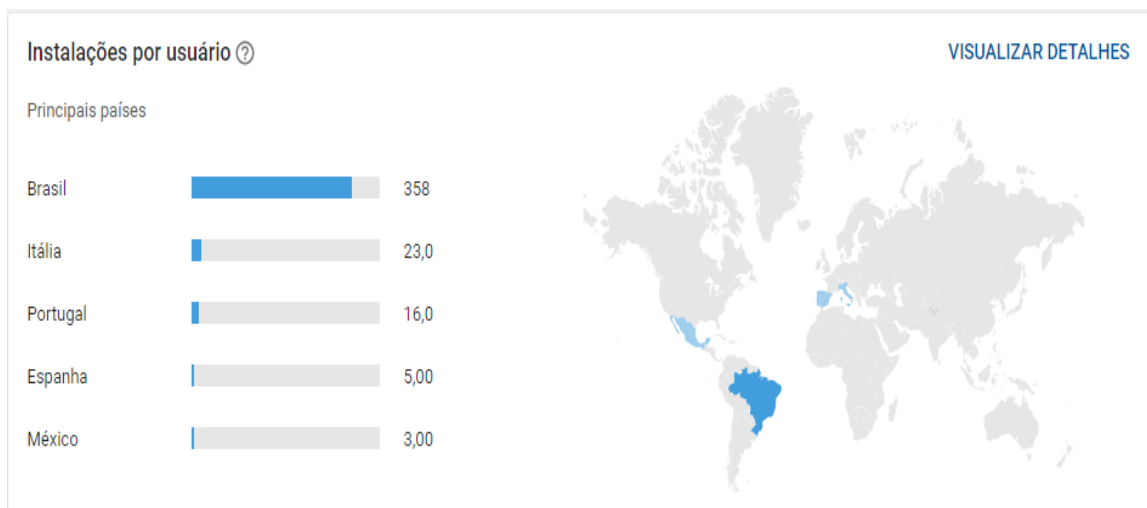 Instalações por usuário ?
VISUALIZAR DETALHES
Principais países
Brasil 358
Itália 23,0
Portugal 16,0
Espanha 5,00
México 3,00